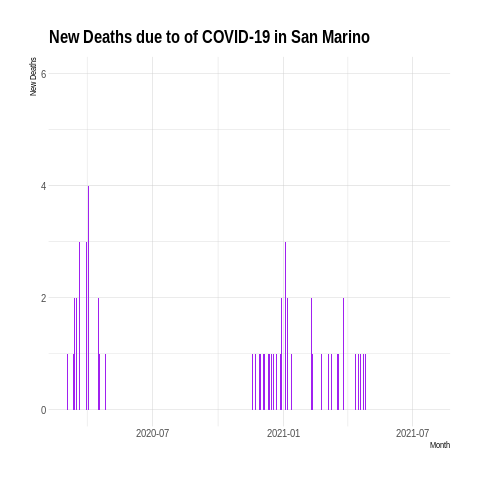 New Deaths due to of COVID-19 in San Marino
New Deaths
6
4
2
0
2020-07
2021-01
2021-07
Month